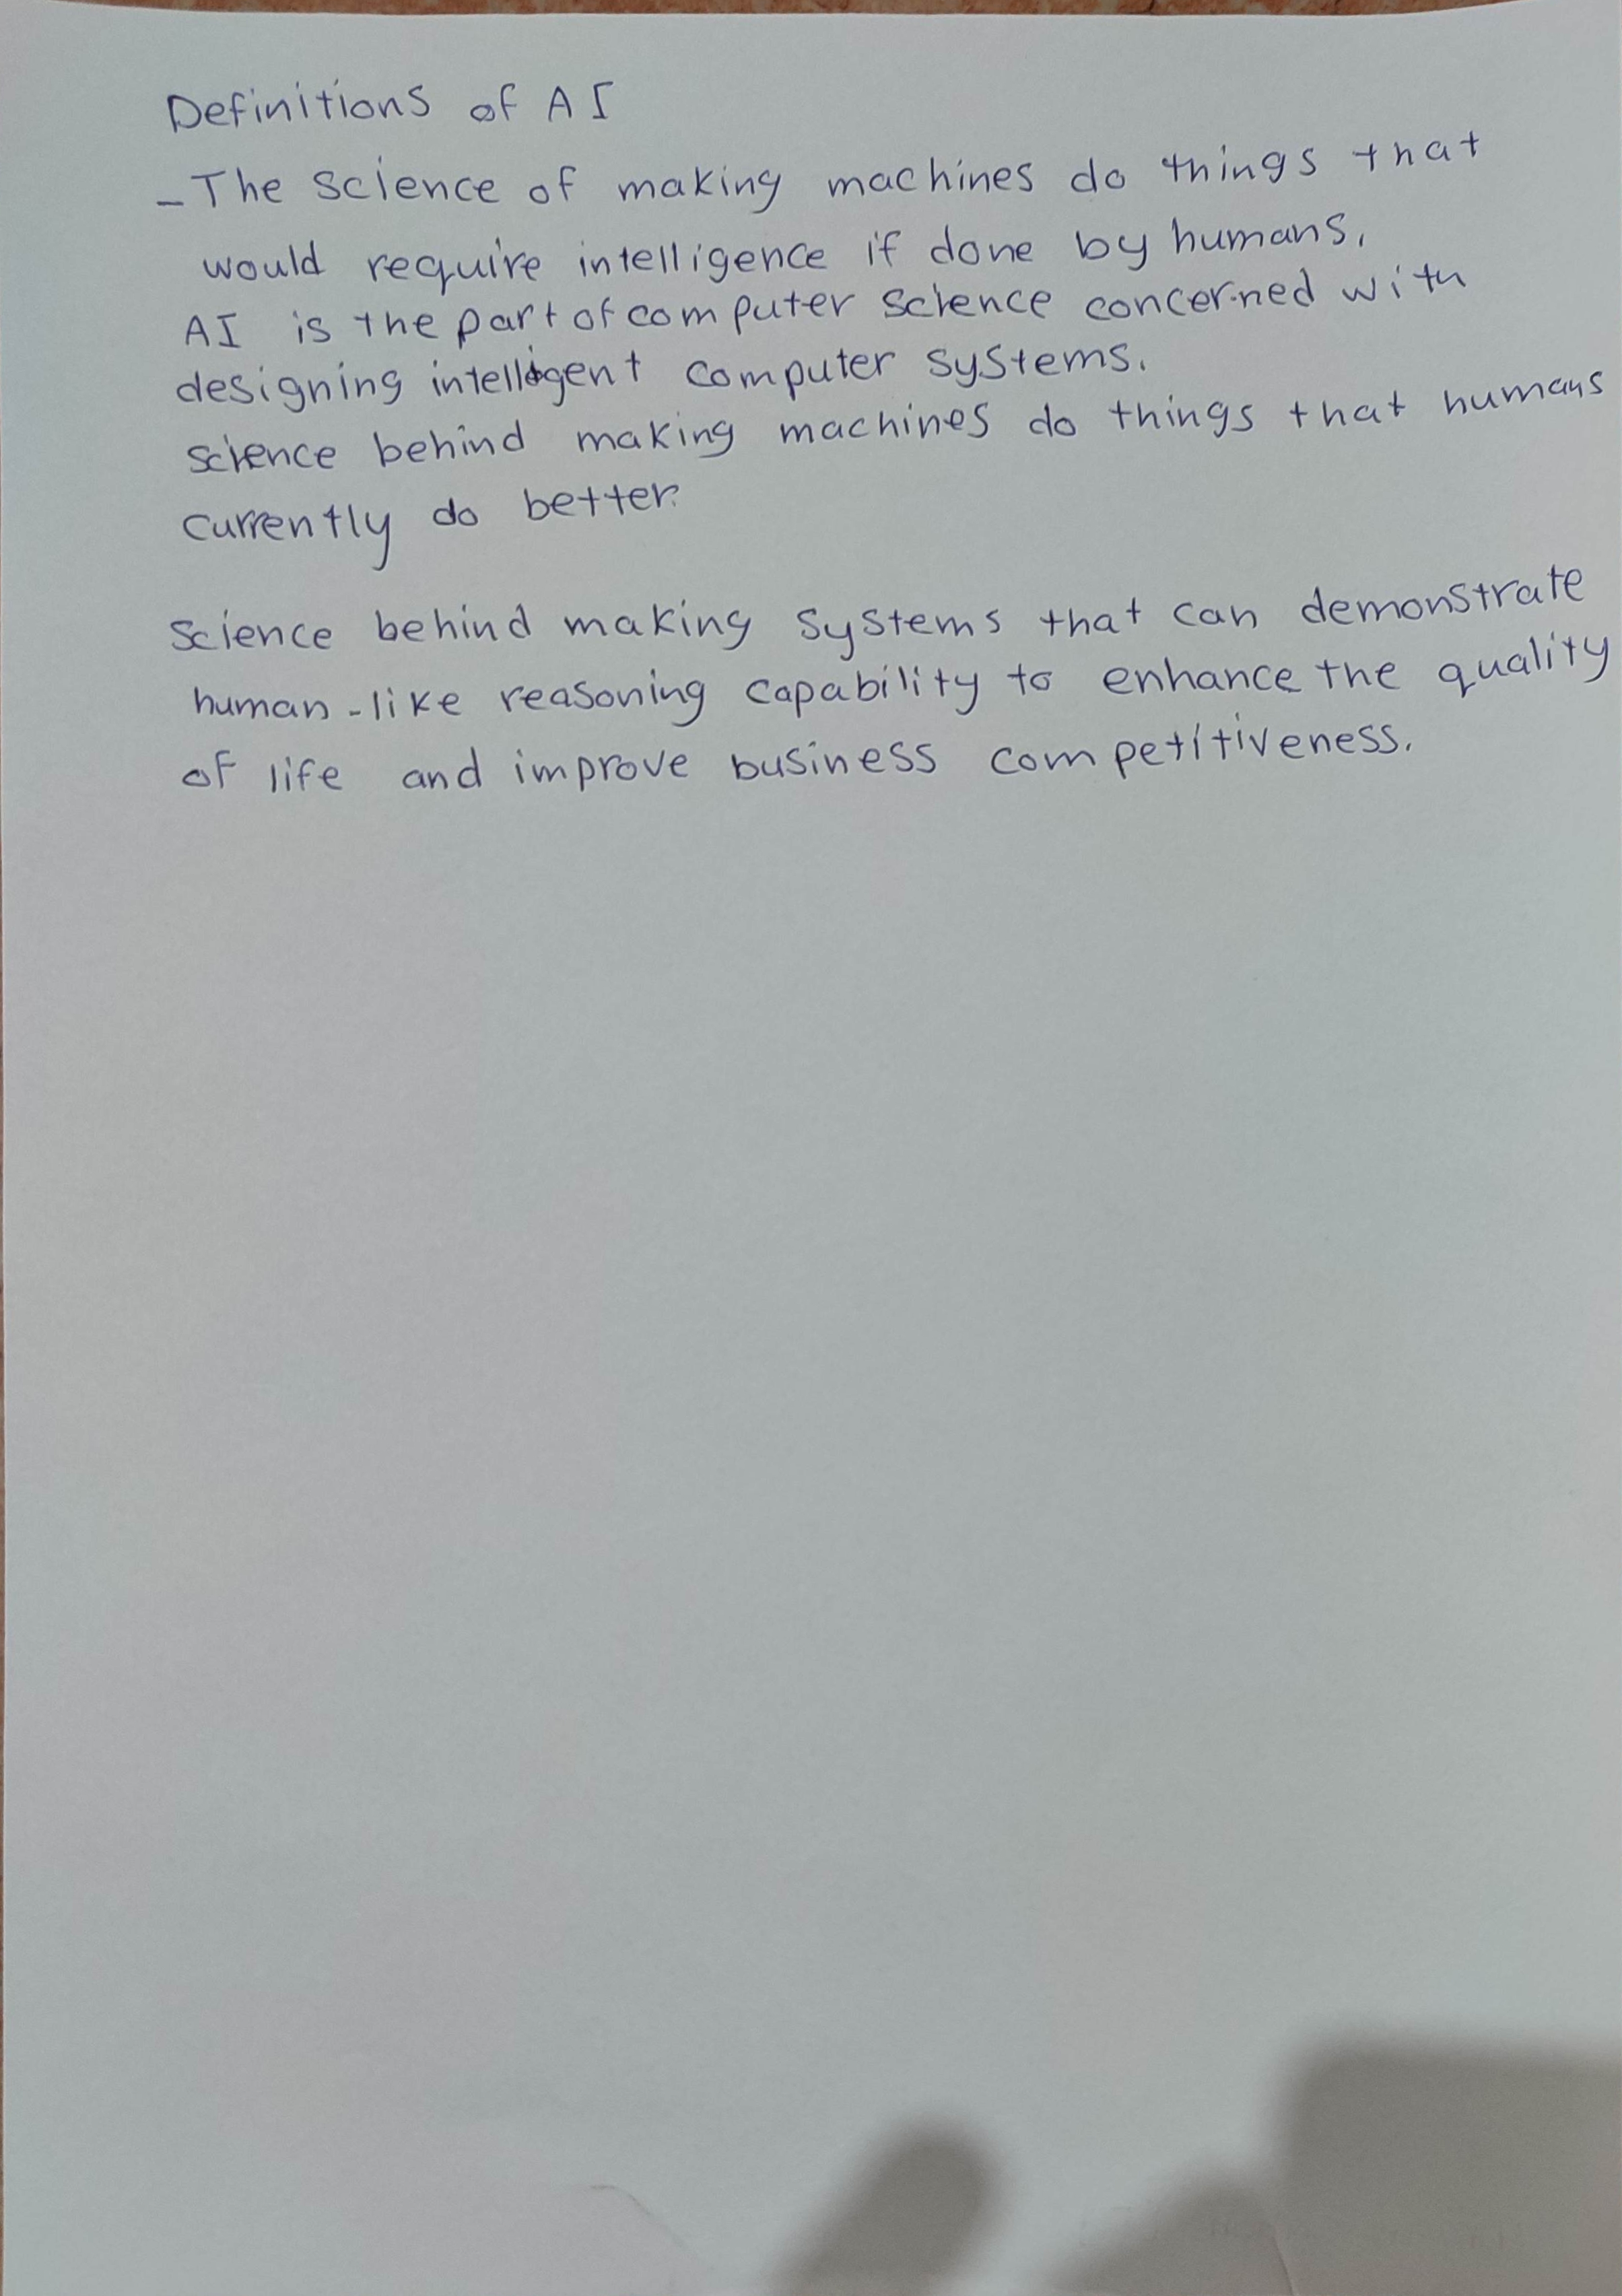 Definitions of AI
- The science of making machines do things that
would require intelligence if done by humans.
AI is the part of computer science concerned with
designing intelligent computer systems.
science behind making machines do things that humans
currently do better.
science behind making systems that can demonstrate
human-like reasoning capability to enhance the quality
of life and improve business competitiveness.